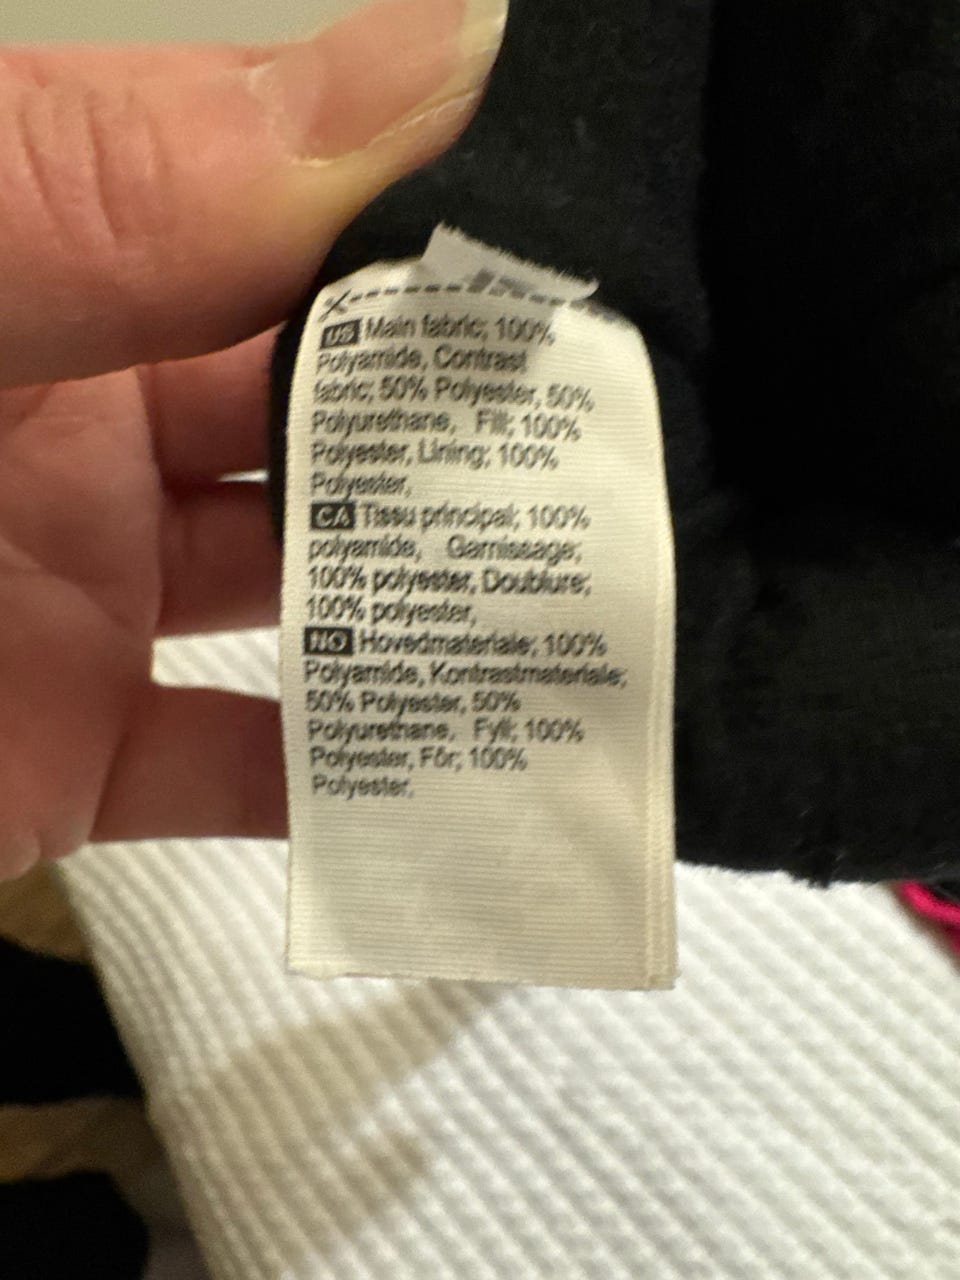 US Main fabric; 100%
Polyamide, Contrast
fabric; 50% Polyester, 50%
Polyurethane, Fill; 100%
Polyester, Lining; 100%
Polyester,
CA Tissu principal; 100%
polyamide, Garnissage;
100% polyester, Doublure;
100% polyester,
NO Hovedmateriale; 100%
Polyamide, Kontrastmateriale;
50% Polyester, 50%
Polyurethane, Fyll; 100%
Polyester, Fôr; 100%
Polyester,